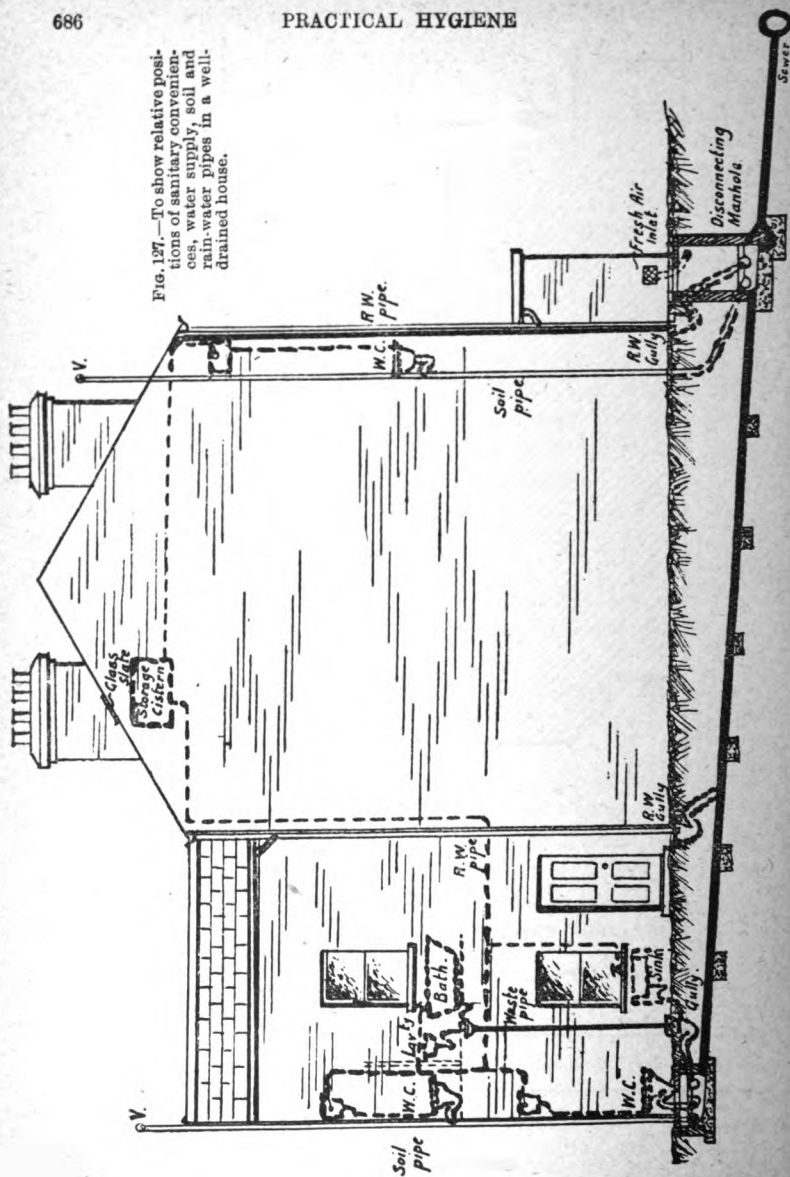 686
PRACTICAL HYGIENE
FIG. 127.—To show relative posi-
tions of sanitary convenien-
ces, water supply, soil and
rain-water pipes in a well-
drained house.
V.
Glass
slate
Storage
Cistern
V.
R.W.
pipe.
W.C.
Soil
pipe
R.W.
Gully
Fresh Air
Inlet
Disconnecting
Manhole
Sewer
R.W.
pipe
R.W
Gully
Bath.
Lavty
Waste
pipe
Sink
Gully
W.C.
W.C.
Soil
pipe